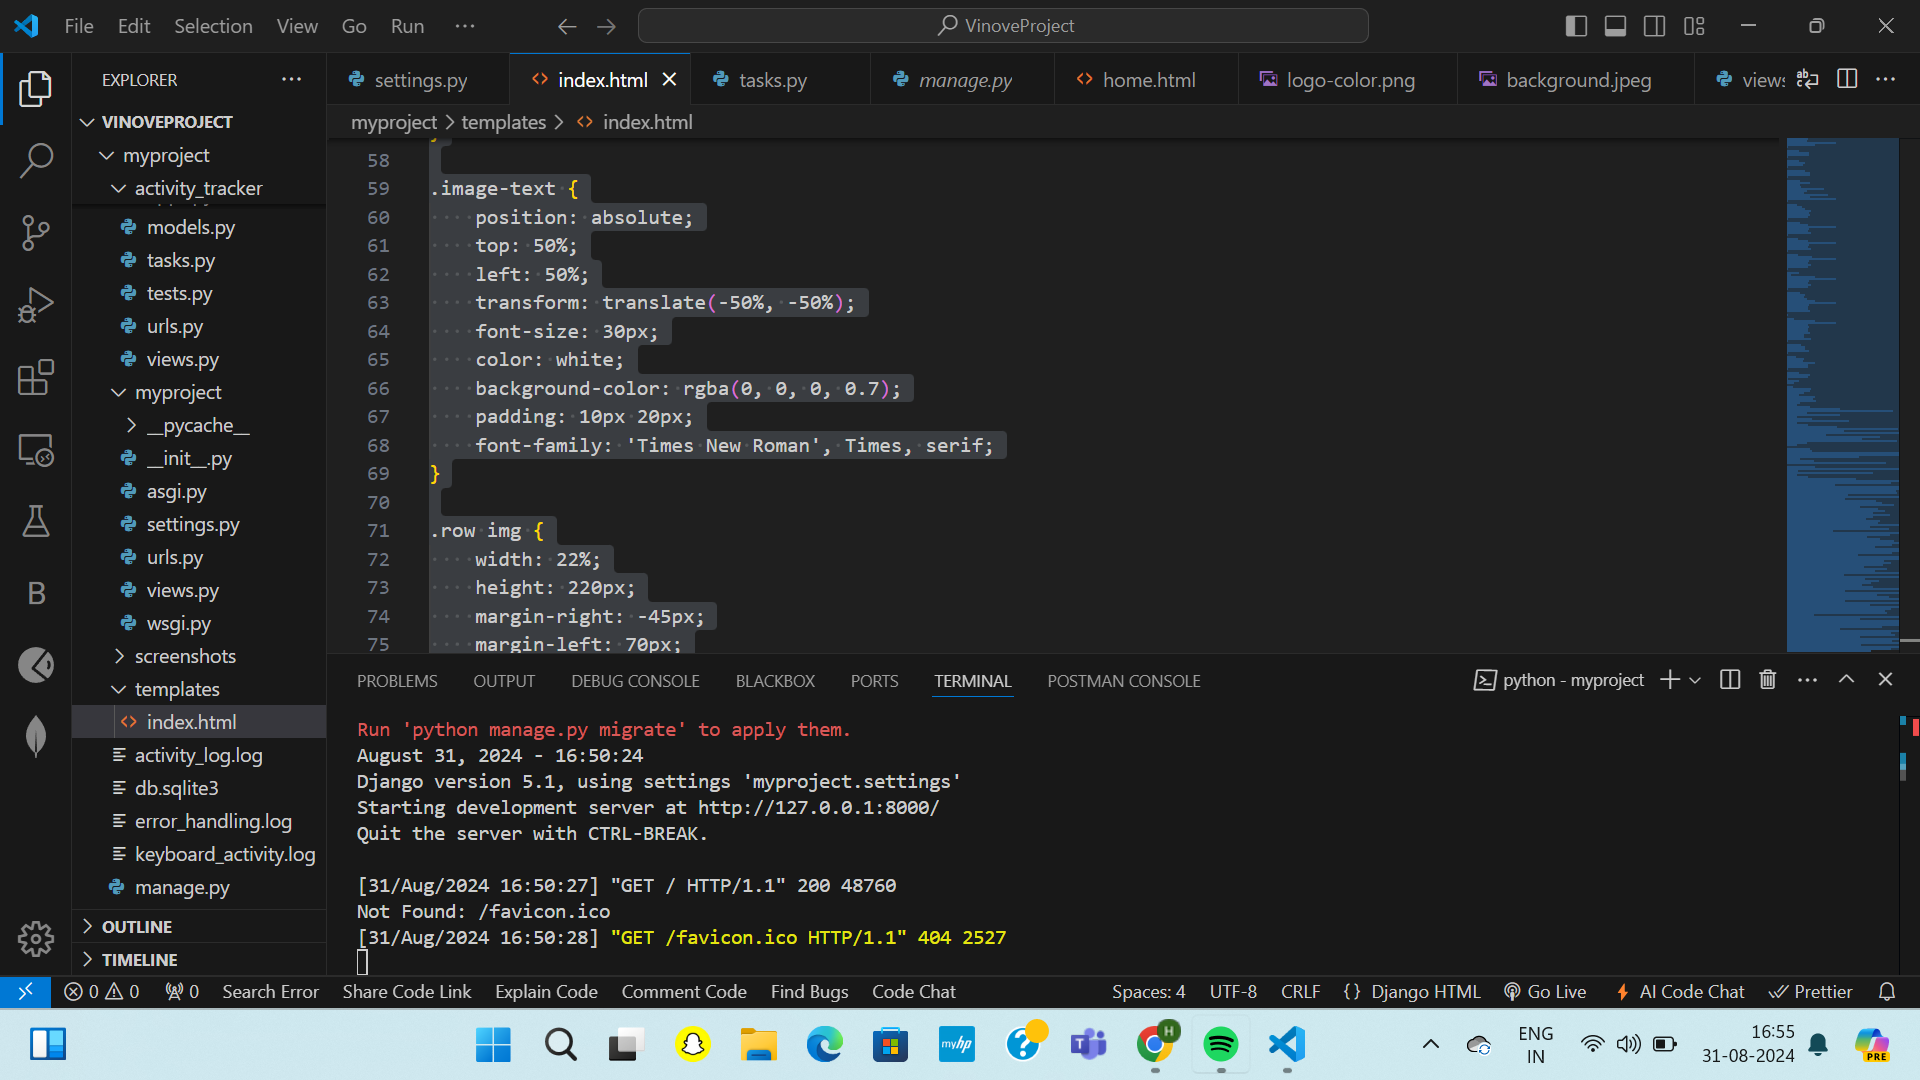 File Edit Selection View Go Run ··· VinoveProject
EXPLORER ···
VINOVEPROJECT
myproject
activity_tracker
models.py
tasks.py
tests.py
urls.py
views.py
myproject
__pycache__
__init__.py
asgi.py
settings.py
urls.py
views.py
wsgi.py
screenshots
templates
index.html
activity_log.log
db.sqlite3
error_handling.log
keyboard_activity.log
manage.py
OUTLINE
TIMELINE
settings.py index.html tasks.py manage.py home.html logo-color.png background.jpeg views
myproject > templates > index.html
58
59 .image-text {
60 position: absolute;
61 top: 50%;
62 left: 50%;
63 transform: translate(-50%, -50%);
64 font-size: 30px;
65 color: white;
66 background-color: rgba(0, 0, 0, 0.7);
67 padding: 10px 20px;
68 font-family: 'Times New Roman', Times, serif;
69 }
70
71 .row img {
72 width: 22%;
73 height: 220px;
74 margin-right: -45px;
75 margin-left: 70px;
PROBLEMS OUTPUT DEBUG CONSOLE BLACKBOX PORTS TERMINAL POSTMAN CONSOLE python - myproject
Run 'python manage.py migrate' to apply them.
August 31, 2024 - 16:50:24
Django version 5.1, using settings 'myproject.settings'
Starting development server at http://127.0.0.1:8000/
Quit the server with CTRL-BREAK.
[31/Aug/2024 16:50:27] "GET / HTTP/1.1" 200 48760
Not Found: /favicon.ico
[31/Aug/2024 16:50:28] "GET /favicon.ico HTTP/1.1" 404 2527
0 0 0 Search Error Share Code Link Explain Code Comment Code Find Bugs Code Chat Spaces: 4 UTF-8 CRLF {} Django HTML Go Live AI Code Chat Prettier
myhp H ENG
IN
16:55
31-08-2024
PRE